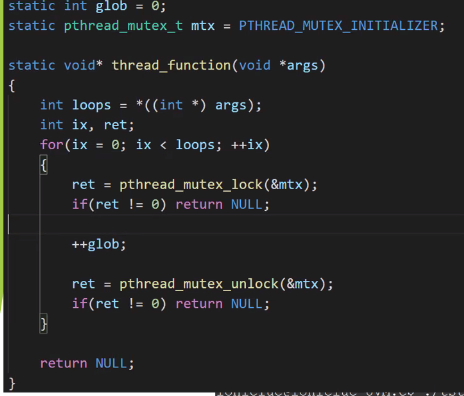 static int glob = 0;
static pthread_mutex_t mtx = PTHREAD_MUTEX_INITIALIZER;
static void* thread_function(void *args)
{
int loops = *((int *) args);
int ix, ret;
for(ix = 0; ix < loops; ++ix)
{
ret = pthread_mutex_lock(&mtx);
if(ret != 0) return NULL;
++glob;
ret = pthread_mutex_unlock(&mtx);
if(ret != 0) return NULL;
}
return NULL;
}